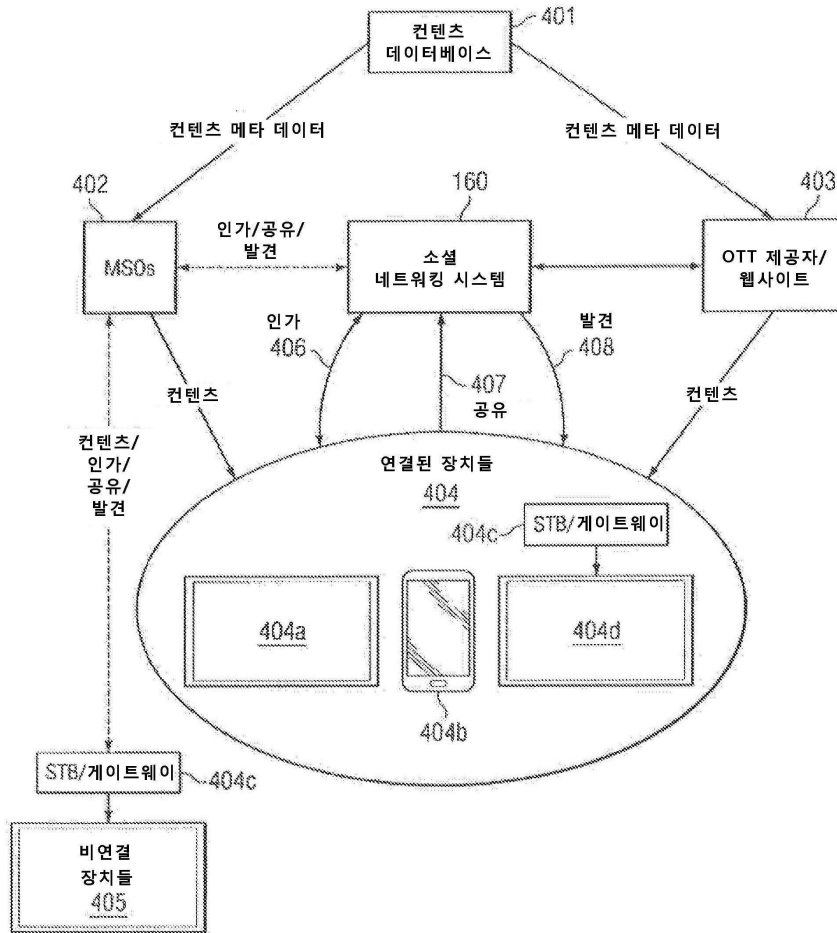 컨텐츠
데이터베이스
401
컨텐츠 메타 데이터
컨텐츠 메타 데이터
402
MSOs
인가/공유/
발견
160
소셜
네트워킹 시스템
403
OTT 제공자/
웹사이트
인가
406
407
공유
발견
408
컨텐츠
컨텐츠
컨텐츠/
인가/
공유/
발견
연결된 장치들
404
404c
STB/게이트웨이
404a
404b
404d
STB/게이트웨이
404c
비연결
장치들
405